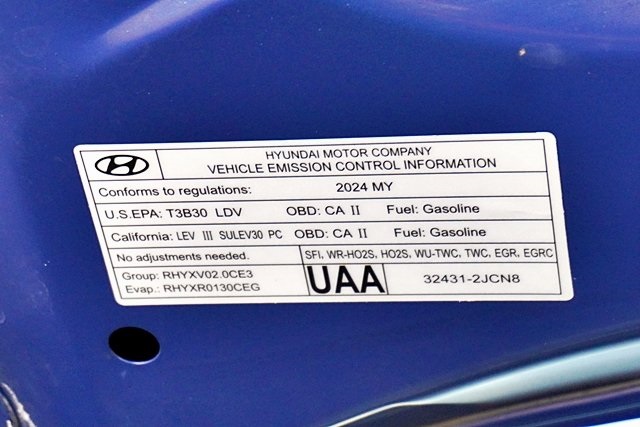 HYUNDAI MOTOR COMPANY
VEHICLE EMISSION CONTROL INFORMATION
Conforms to regulations: 2024 MY
U.S.EPA: T3B30 LDV OBD: CA II Fuel: Gasoline
California: LEV III SULEV30 PC OBD: CA II Fuel: Gasoline
No adjustments needed. SFI, WR-HO2S, HO2S, WU-TWC, TWC, EGR, EGRC
Group: RHYXV02.0CE3
Evap.: RHYXR0130CEG
UAA 32431-2JCN8